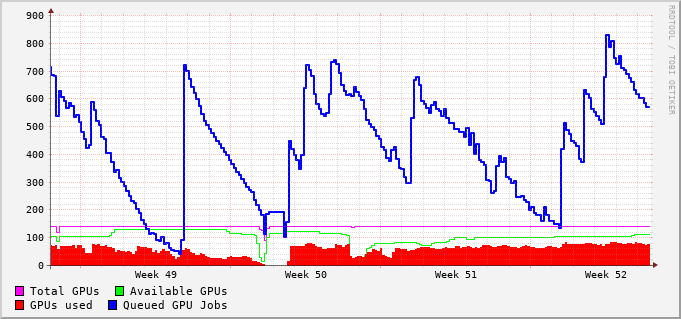 900
800
700
600
500
400
300
200
100
0
Week 49 Week 50 Week 51 Week 52
Total GPUs Available GPUs
GPUs used Queued GPU Jobs
RRDTOOL / TOBI OETIKER